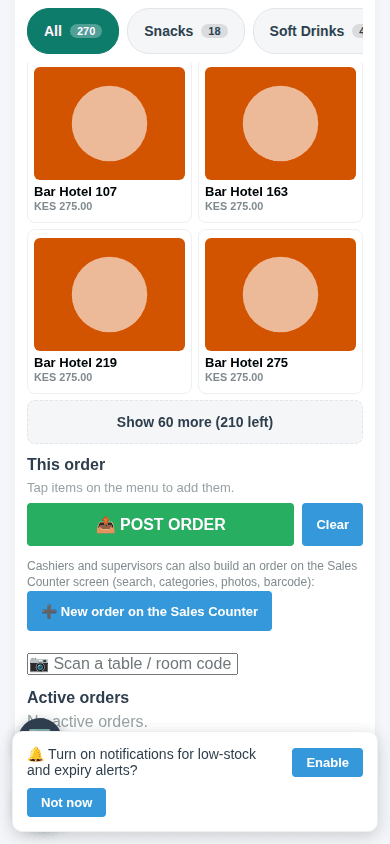 All 270 Snacks 18 Soft Drinks
Bar Hotel 107 Bar Hotel 163
KES 275.00 KES 275.00
Bar Hotel 219 Bar Hotel 275
KES 275.00 KES 275.00
Show 60 more (210 left)
This order
Tap items on the menu to add them.
📤 POST ORDER Clear
Cashiers and supervisors can also build an order on the Sales
Counter screen (search, categories, photos, barcode):
➕ New order on the Sales Counter
📷 Scan a table / room code
Active orders
No active orders.
🔔 Turn on notifications for low-stock
and expiry alerts?
Enable
Not now